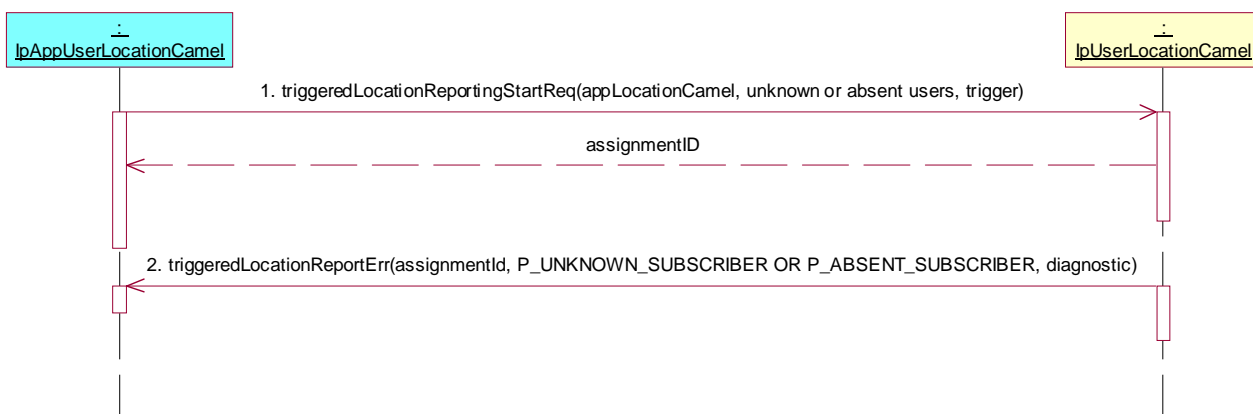 :
IpAppUserLocationCamel
:
IpUserLocationCamel
1. triggeredLocationReportingStartReq(appLocationCamel, unknown or absent users, trigger)
assignmentID
2. triggeredLocationReportErr(assignmentId, P_UNKNOWN_SUBSCRIBER OR P_ABSENT_SUBSCRIBER, diagnostic)